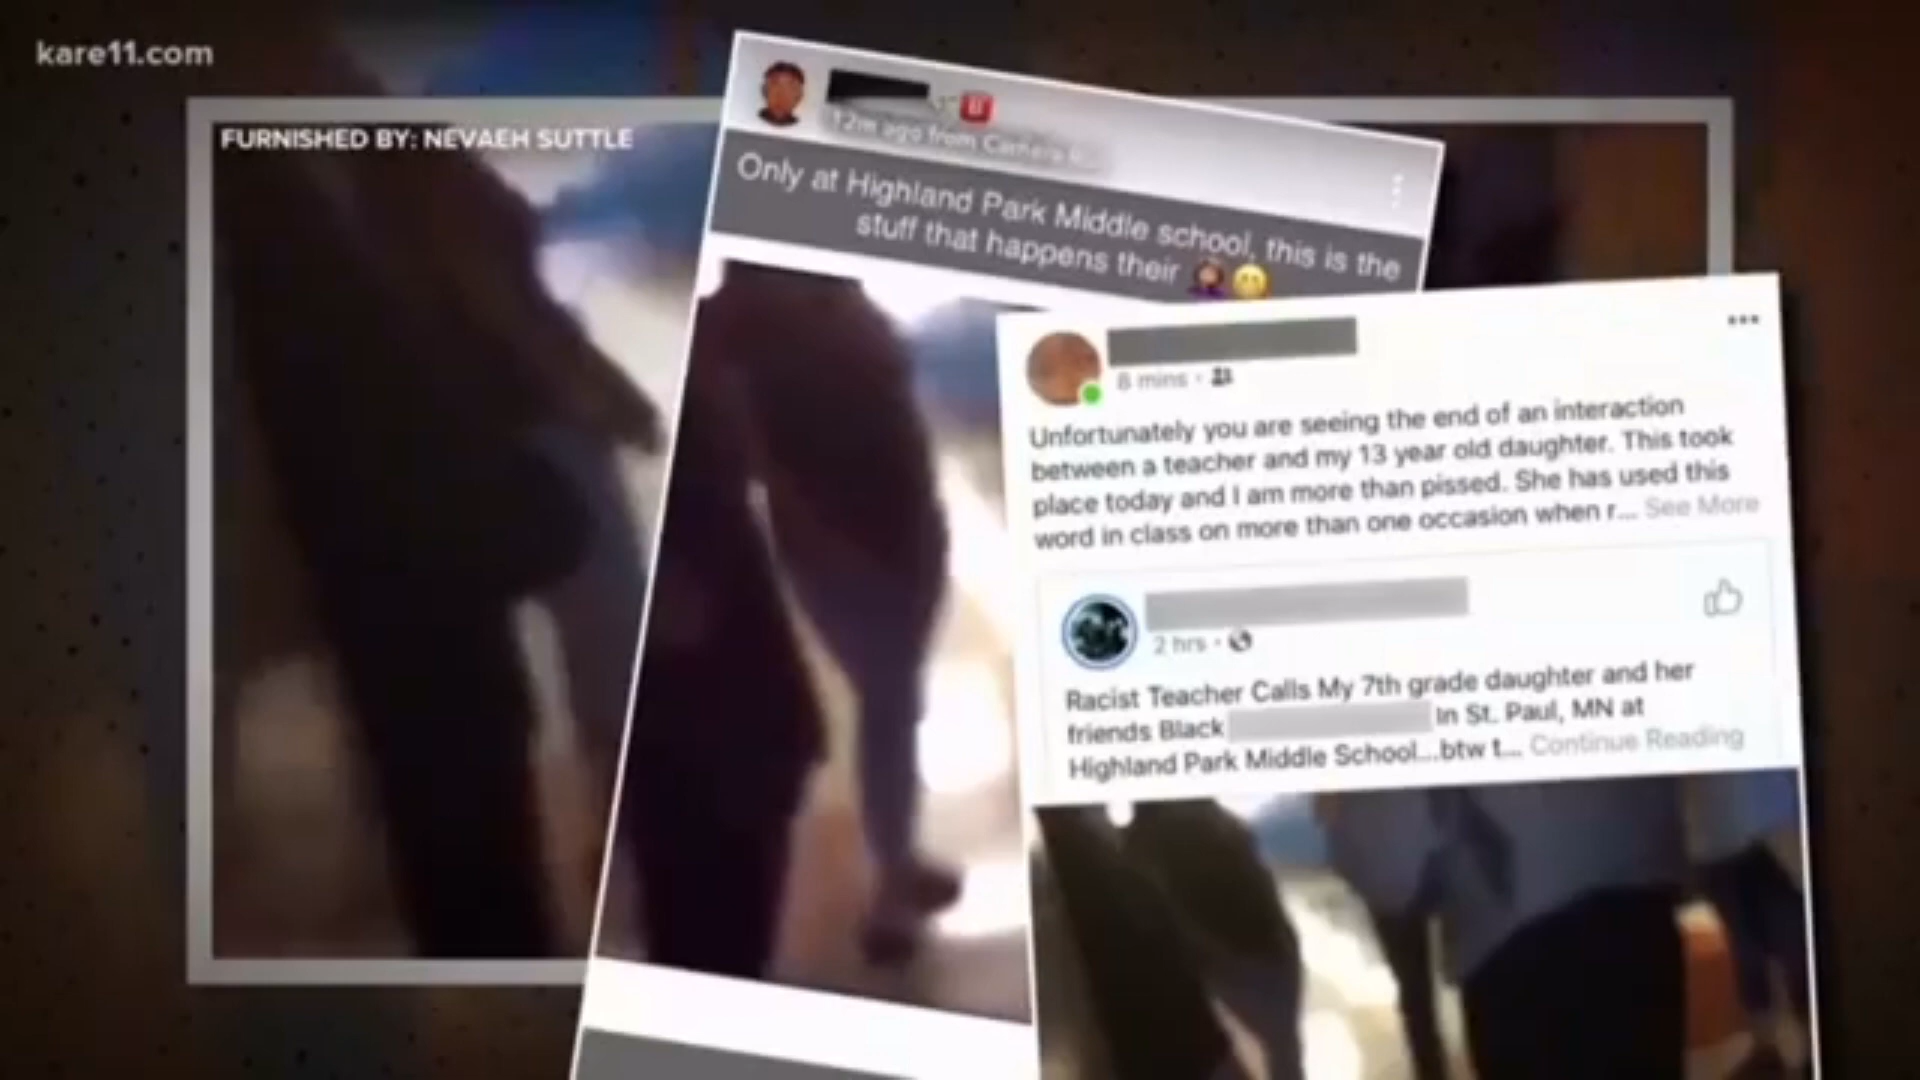 kare11.com
FURNISHED BY: NEVAEH SUTTLE
12m ago from Camera
Only at Highland Park Middle school, this is the
stuff that happens their
8 mins
Unfortunately you are seeing the end of an interaction
between a teacher and my 13 year old daughter. This took
place today and I am more than pissed. She has used this
word in class on more than one occasion when r... See More
2 hrs
Racist Teacher Calls My 7th grade daughter and her
friends Black In St. Paul, MN at
Highland Park Middle School...btw t... Continue Reading